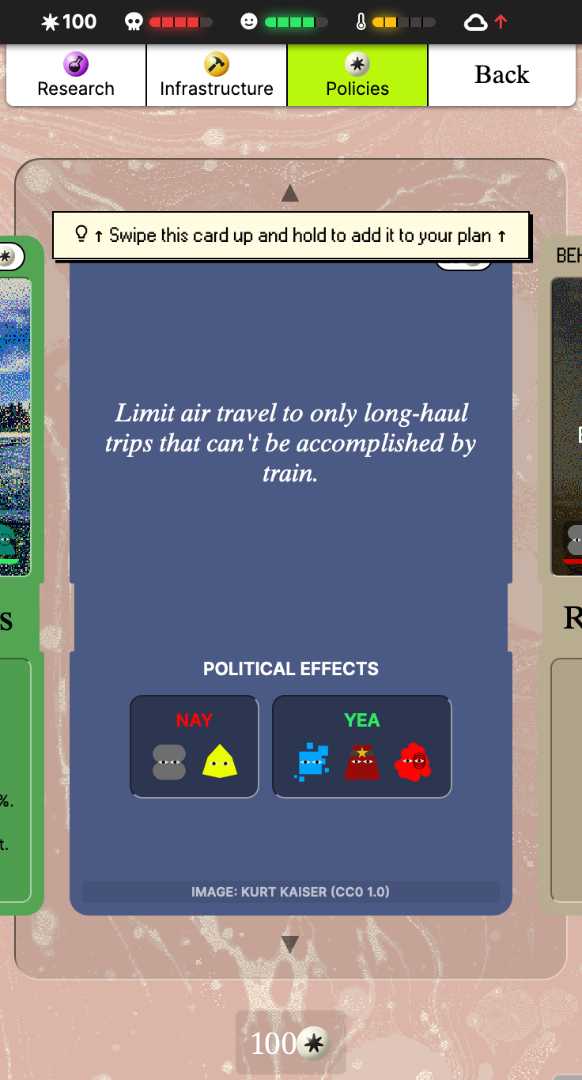 100
Research
Infrastructure
Policies
Back
↑ Swipe this card up and hold to add it to your plan ↑
BEH
Limit air travel to only long-haul
trips that can't be accomplished by
train.
s
R
POLITICAL EFFECTS
NAY
YEA
%.
t.
IMAGE: KURT KAISER (CC0 1.0)
100